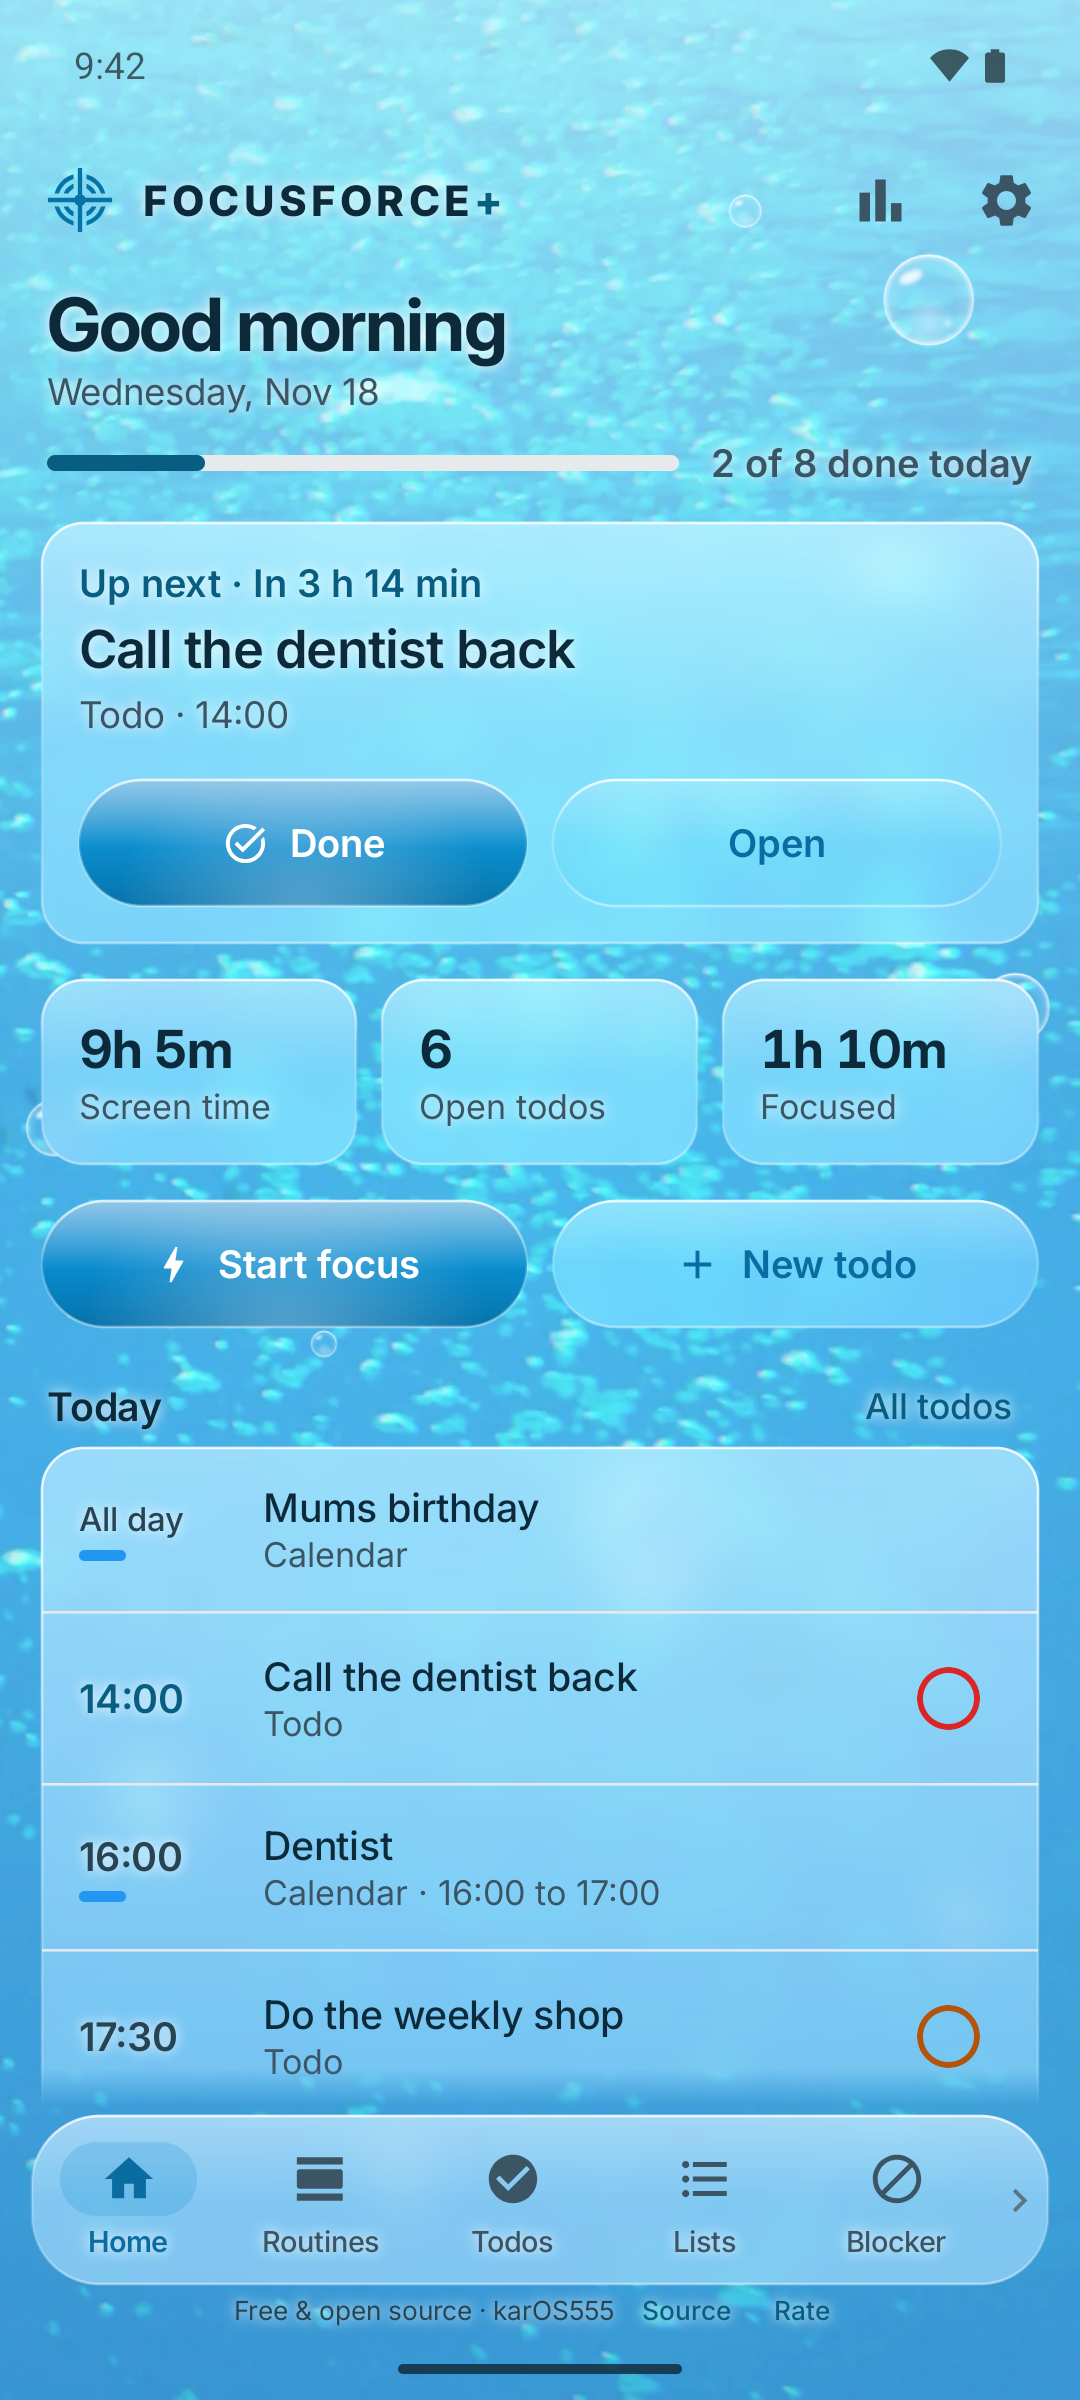 9:42
FOCUSFORCE+
Good morning
Wednesday, Nov 18
2 of 8 done today
Up next · In 3 h 14 min
Call the dentist back
Todo · 14:00
Done
Open
9h 5m
Screen time
6
Open todos
1h 10m
Focused
Start focus
New todo
Today
All todos
All day
Mums birthday
Calendar
14:00
Call the dentist back
Todo
16:00
Dentist
Calendar · 16:00 to 17:00
17:30
Do the weekly shop
Todo
Home
Routines
Todos
Lists
Blocker
Free & open source · karOS555 Source Rate